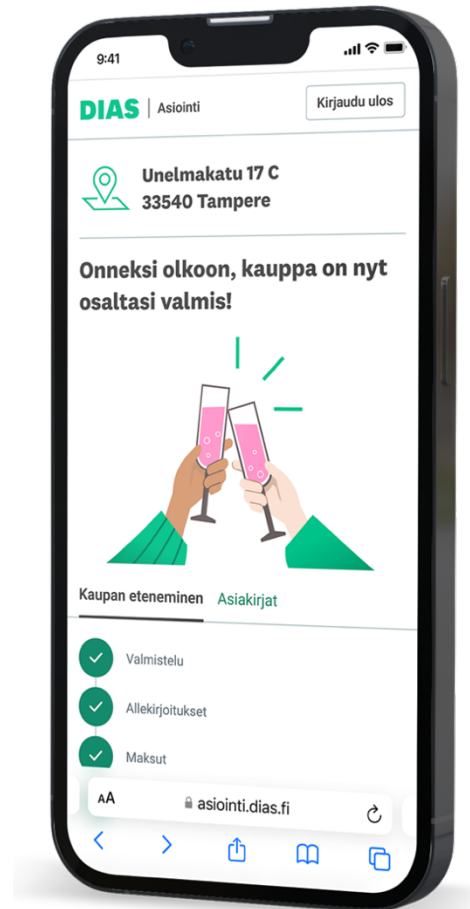 9:41
DIAS | Asiointi
Kirjaudu ulos
Unelmakatu 17 C
33540 Tampere
Onneksi olkoon, kauppa on nyt
osaltasi valmis!
Kaupan eteneminen Asiakirjat
Valmistelu
Allekirjoitukset
Maksut
AA asiointi.dias.fi